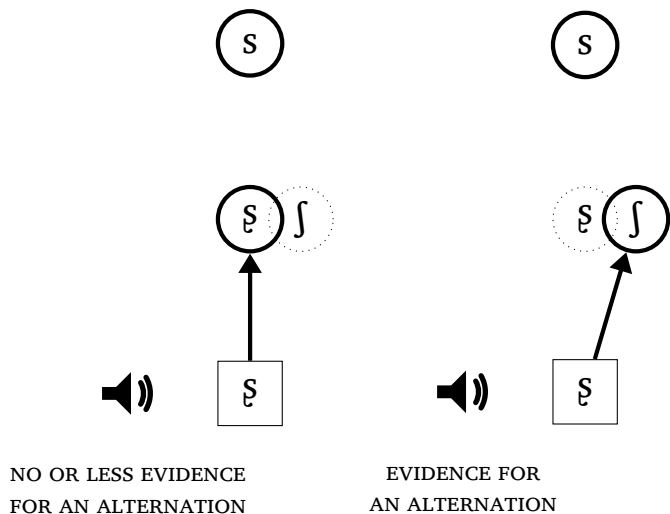 s s
ʂ ʃ ʂ ʃ
ʂ ʂ
NO OR LESS EVIDENCE
FOR AN ALTERNATION
EVIDENCE FOR
AN ALTERNATION